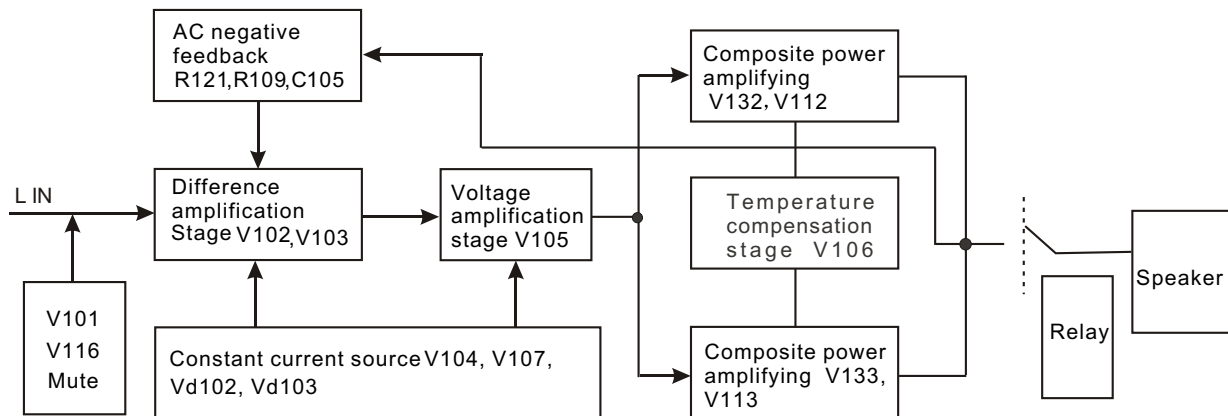 AC negative
feedback
R121,R109,C105
Composite power
amplifying
V132, V112
L IN
Difference
amplification
Stage V102,V103
Voltage
amplification
stage V105
Temperature
compensation
stage V106
Speaker
Relay
V101
V116
Mute
Constant current source V104, V107,
Vd102, Vd103
Composite power
amplifying V133,
V113